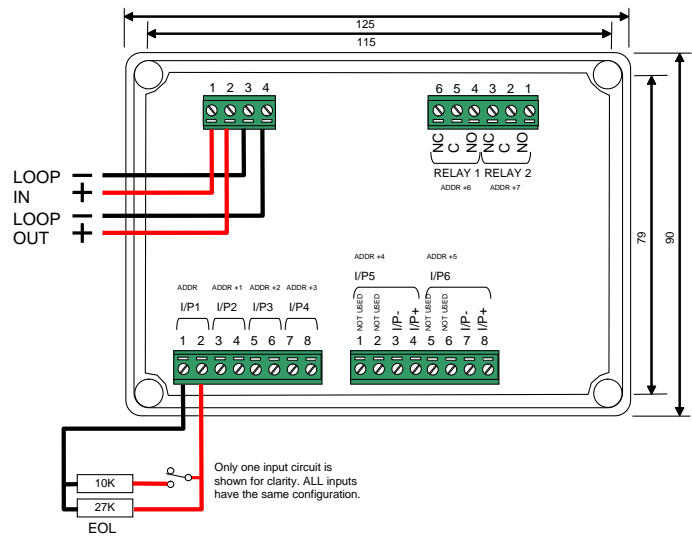 125
115
1 2 3 4
6 5 4 3 2 1
NC C NO NC C NO
RELAY 1 RELAY 2
ADDR +6 ADDR +7
LOOP IN − +
LOOP OUT − +
79
90
ADDR ADDR +1 ADDR +2 ADDR +3
I/P1 I/P2 I/P3 I/P4
1 2 3 4 5 6 7 8
ADDR +4 ADDR +5
I/P5 I/P6
NOT USED NOT USED I/P- I/P+ NOT USED NOT USED I/P- I/P+
1 2 3 4 5 6 7 8
10K
27K
EOL
Only one input circuit is
shown for clarity. ALL inputs
have the same configuration.